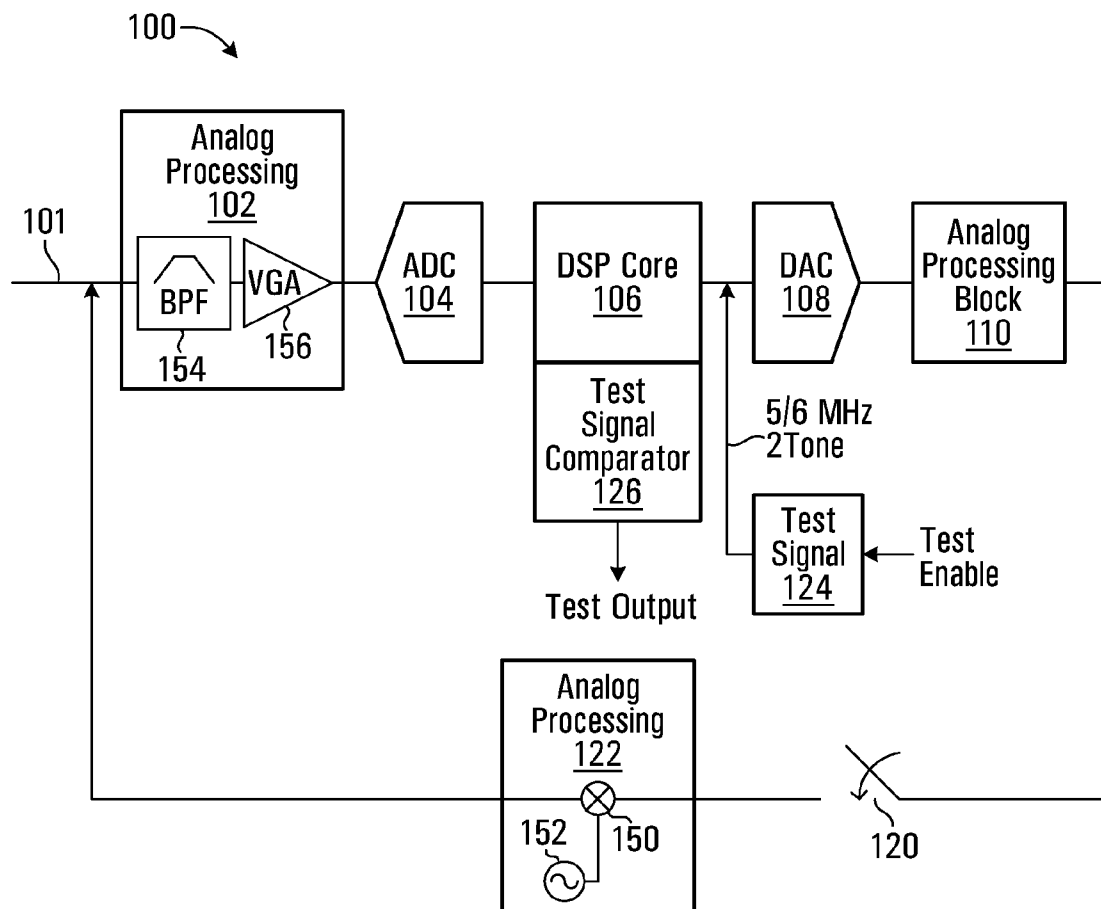 100
Analog
Processing
102
101
BPF
VGA
154
156
ADC
104
DSP Core
106
DAC
108
Analog
Processing
Block
110
Test
Signal
Comparator
126
5/6 MHz
2Tone
Test
Signal
124
Test
Enable
Test Output
Analog
Processing
122
152
150
120